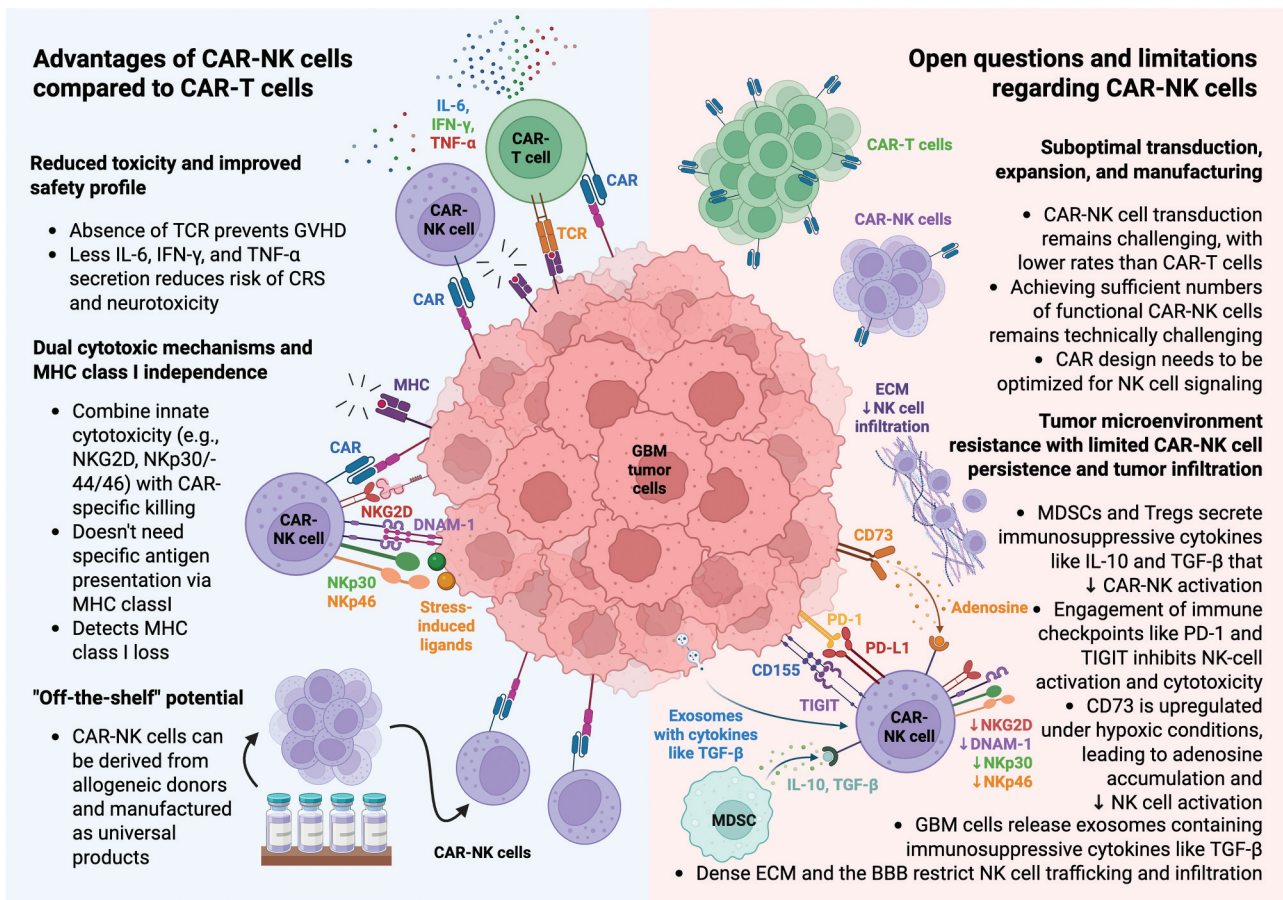 Advantages of CAR-NK cells
compared to CAR-T cells
Reduced toxicity and improved
safety profile
• Absence of TCR prevents GVHD
• Less IL-6, IFN-γ, and TNF-α
secretion reduces risk of CRS
and neurotoxicity
Dual cytotoxic mechanisms and
MHC class I independence
• Combine innate
cytotoxicity (e.g.,
NKG2D, NKp30/-
44/46) with CAR-
specific killing
• Doesn't need
specific antigen
presentation via
MHC classI
• Detects MHC
class I loss
"Off-the-shelf" potential
• CAR-NK cells can
be derived from
allogeneic donors
and manufactured
as universal
products
IL-6,
IFN-γ,
TNF-α
CAR-
T cell
CAR-
NK cell
CAR
TCR
CAR
MHC
CAR
NKG2D
DNAM-1
CAR-
NK cell
NKp30
NKp46
Stress-
induced
ligands
CAR-NK cells
GBM
tumor
cells
Open questions and limitations
regarding CAR-NK cells
CAR-T cells
CAR-NK cells
Suboptimal transduction,
expansion, and manufacturing
• CAR-NK cell transduction
remains challenging, with
lower rates than CAR-T cells
• Achieving sufficient numbers
of functional CAR-NK cells
remains technically challenging
• CAR design needs to be
optimized for NK cell signaling
ECM
↓NK cell
infiltration
Tumor microenvironment
resistance with limited CAR-NK cell
persistence and tumor infiltration
• MDSCs and Tregs secrete
immunosuppressive cytokines
like IL-10 and TGF-β that
↓ CAR-NK activation
• Engagement of immune
checkpoints like PD-1 and
TIGIT inhibits NK-cell
activation and cytotoxicity
• CD73 is upregulated
under hypoxic conditions,
leading to adenosine
accumulation and
↓ NK cell activation
• GBM cells release exosomes containing
immunosuppressive cytokines like TGF-β
• Dense ECM and the BBB restrict NK cell trafficking and infiltration
CD73
Adenosine
PD-1
PD-L1
CD155
TIGIT
CAR-
NK cell
↓NKG2D
↓DNAM-1
↓NKp30
↓NKp46
Exosomes
with cytokines
like TGF-β
IL-10, TGF-β
MDSC